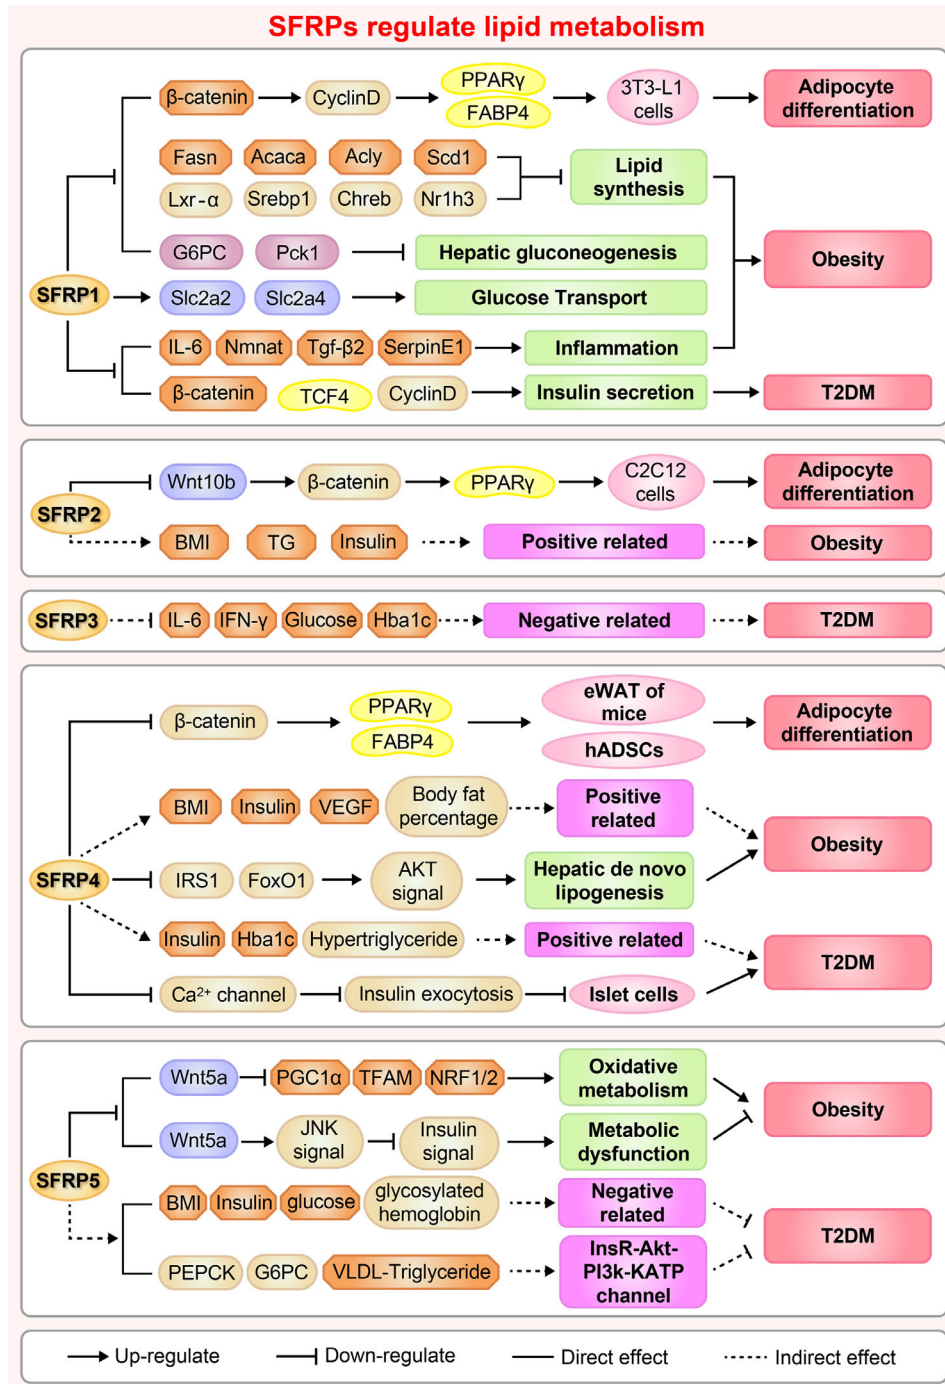 SFRPs regulate lipid metabolism
β-catenin
CyclinD
PPARγ
FABP4
3T3-L1
cells
Adipocyte
differentiation
Fasn
Acaca
Acly
Scd1
Lxr-α
Srebp1
Chreb
Nr1h3
Lipid
synthesis
G6PC
Pck1
Hepatic gluconeogenesis
Obesity
SFRP1
Slc2a2
Slc2a4
Glucose Transport
IL-6
Nmnat
Tgf-β2
SerpinE1
Inflammation
β-catenin
TCF4
CyclinD
Insulin secretion
T2DM
SFRP2
Wnt10b
β-catenin
PPARγ
C2C12
cells
Adipocyte
differentiation
BMI
TG
Insulin
Positive related
Obesity
SFRP3
IL-6
IFN-γ
Glucose
Hba1c
Negative related
T2DM
SFRP4
β-catenin
PPARγ
FABP4
eWAT of
mice
hADSCs
Adipocyte
differentiation
BMI
Insulin
VEGF
Body fat
percentage
Positive
related
Obesity
IRS1
FoxO1
AKT
signal
Hepatic de novo
lipogenesis
Insulin
Hba1c
Hypertriglyceride
Positive related
T2DM
Ca²⁺ channel
Insulin exocytosis
Islet cells
SFRP5
Wnt5a
PGC1α
TFAM
NRF1/2
Oxidative
metabolism
Obesity
Wnt5a
JNK
signal
Insulin
signal
Metabolic
dysfunction
BMI
Insulin
glucose
glycosylated
hemoglobin
Negative
related
T2DM
PEPCK
G6PC
VLDL-Triglyceride
InsR-Akt-
PI3k-KATP
channel
Up-regulate
Down-regulate
Direct effect
Indirect effect